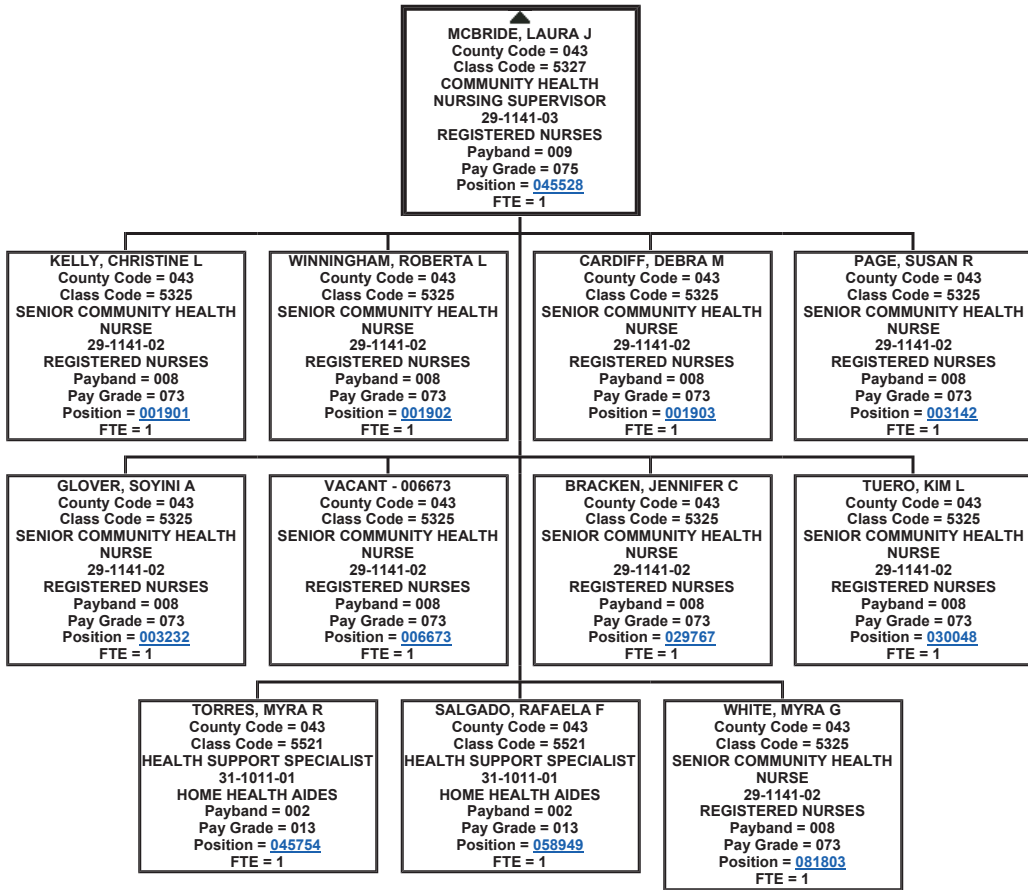 MCBRIDE, LAURA J
County Code = 043
Class Code = 5327
COMMUNITY HEALTH
NURSING SUPERVISOR
29-1141-03
REGISTERED NURSES
Payband = 009
Pay Grade = 075
Position = 045528
FTE = 1
KELLY, CHRISTINE L
County Code = 043
Class Code = 5325
SENIOR COMMUNITY HEALTH
NURSE
29-1141-02
REGISTERED NURSES
Payband = 008
Pay Grade = 073
Position = 001901
FTE = 1
WINNINGHAM, ROBERTA L
County Code = 043
Class Code = 5325
SENIOR COMMUNITY HEALTH
NURSE
29-1141-02
REGISTERED NURSES
Payband = 008
Pay Grade = 073
Position = 001902
FTE = 1
CARDIFF, DEBRA M
County Code = 043
Class Code = 5325
SENIOR COMMUNITY HEALTH
NURSE
29-1141-02
REGISTERED NURSES
Payband = 008
Pay Grade = 073
Position = 001903
FTE = 1
PAGE, SUSAN R
County Code = 043
Class Code = 5325
SENIOR COMMUNITY HEALTH
NURSE
29-1141-02
REGISTERED NURSES
Payband = 008
Pay Grade = 073
Position = 003142
FTE = 1
GLOVER, SOYINI A
County Code = 043
Class Code = 5325
SENIOR COMMUNITY HEALTH
NURSE
29-1141-02
REGISTERED NURSES
Payband = 008
Pay Grade = 073
Position = 003232
FTE = 1
VACANT - 006673
County Code = 043
Class Code = 5325
SENIOR COMMUNITY HEALTH
NURSE
29-1141-02
REGISTERED NURSES
Payband = 008
Pay Grade = 073
Position = 006673
FTE = 1
BRACKEN, JENNIFER C
County Code = 043
Class Code = 5325
SENIOR COMMUNITY HEALTH
NURSE
29-1141-02
REGISTERED NURSES
Payband = 008
Pay Grade = 073
Position = 029767
FTE = 1
TUERO, KIM L
County Code = 043
Class Code = 5325
SENIOR COMMUNITY HEALTH
NURSE
29-1141-02
REGISTERED NURSES
Payband = 008
Pay Grade = 073
Position = 030048
FTE = 1
TORRES, MYRA R
County Code = 043
Class Code = 5521
HEALTH SUPPORT SPECIALIST
31-1011-01
HOME HEALTH AIDES
Payband = 002
Pay Grade = 013
Position = 045754
FTE = 1
SALGADO, RAFAELA F
County Code = 043
Class Code = 5521
HEALTH SUPPORT SPECIALIST
31-1011-01
HOME HEALTH AIDES
Payband = 002
Pay Grade = 013
Position = 058949
FTE = 1
WHITE, MYRA G
County Code = 043
Class Code = 5325
SENIOR COMMUNITY HEALTH
NURSE
29-1141-02
REGISTERED NURSES
Payband = 008
Pay Grade = 073
Position = 081803
FTE = 1